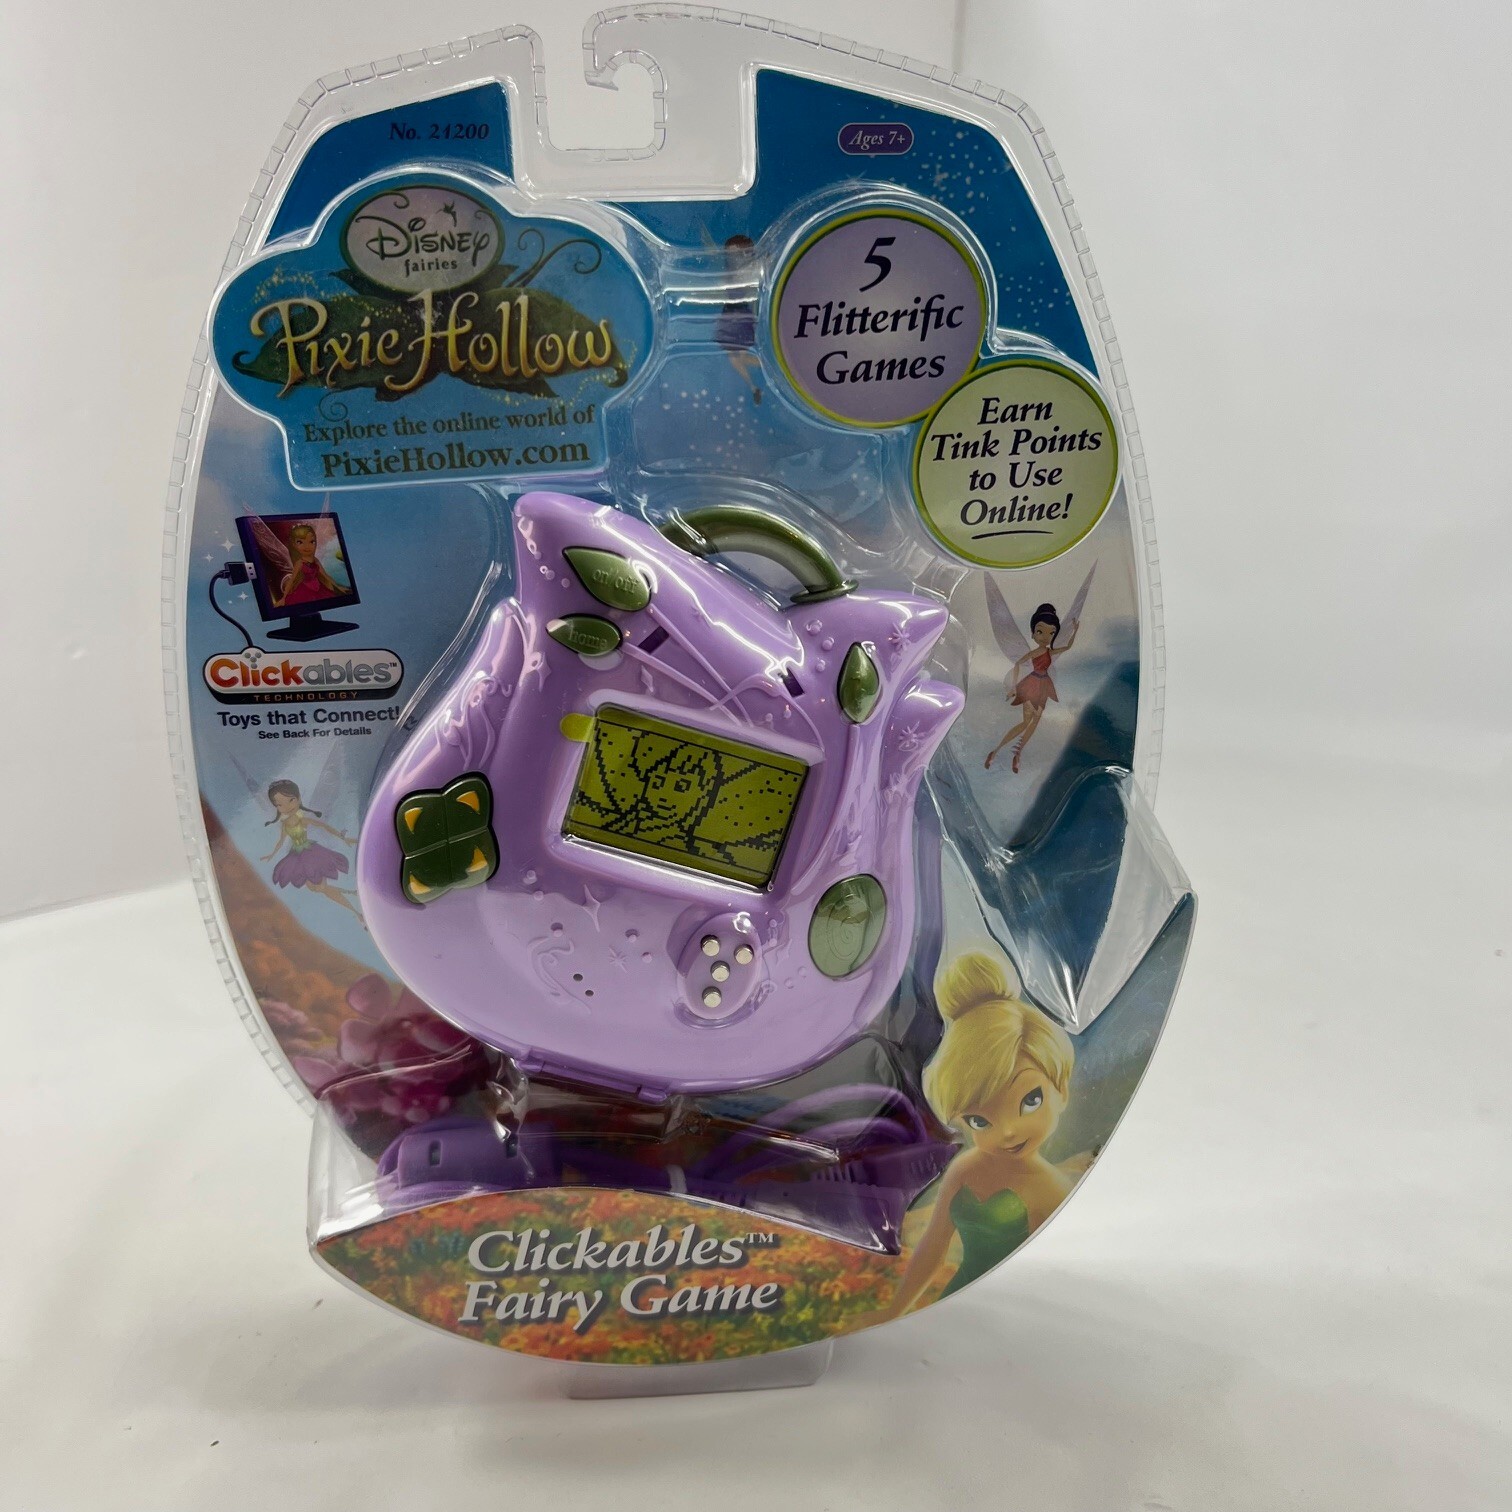 No. 21200
Ages 7+
Disney
fairies
Pixie Hollow
Explore the online world of
PixieHollow.com
5
Flitterific
Games
Earn
Tink Points
to Use
Online!
Clickables™
TECHNOLOGY
Toys that Connect!
See Back For Details
on/off
home
Clickables™
Fairy Game